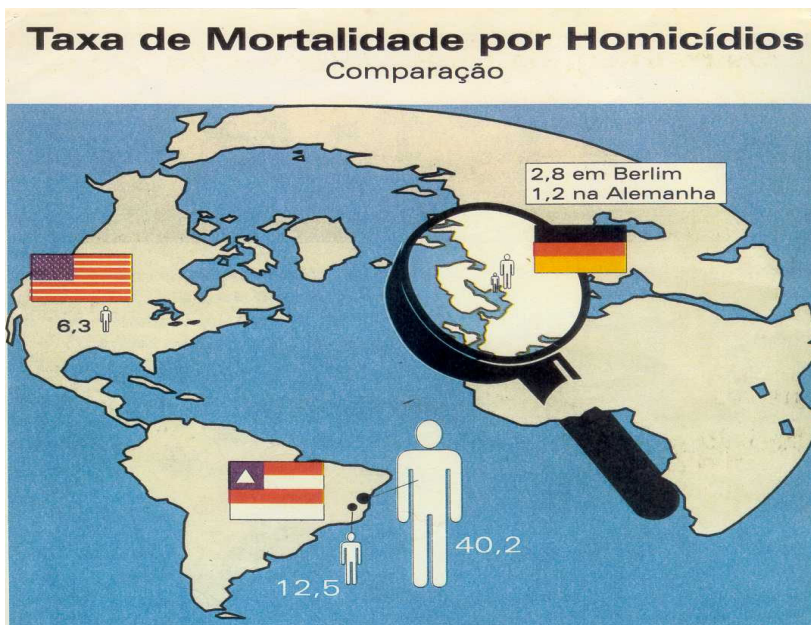 Taxa de Mortalidade por Homicídios
Comparação
2,8 em Berlim
1,2 na Alemanha
6,3
40,2
12,5